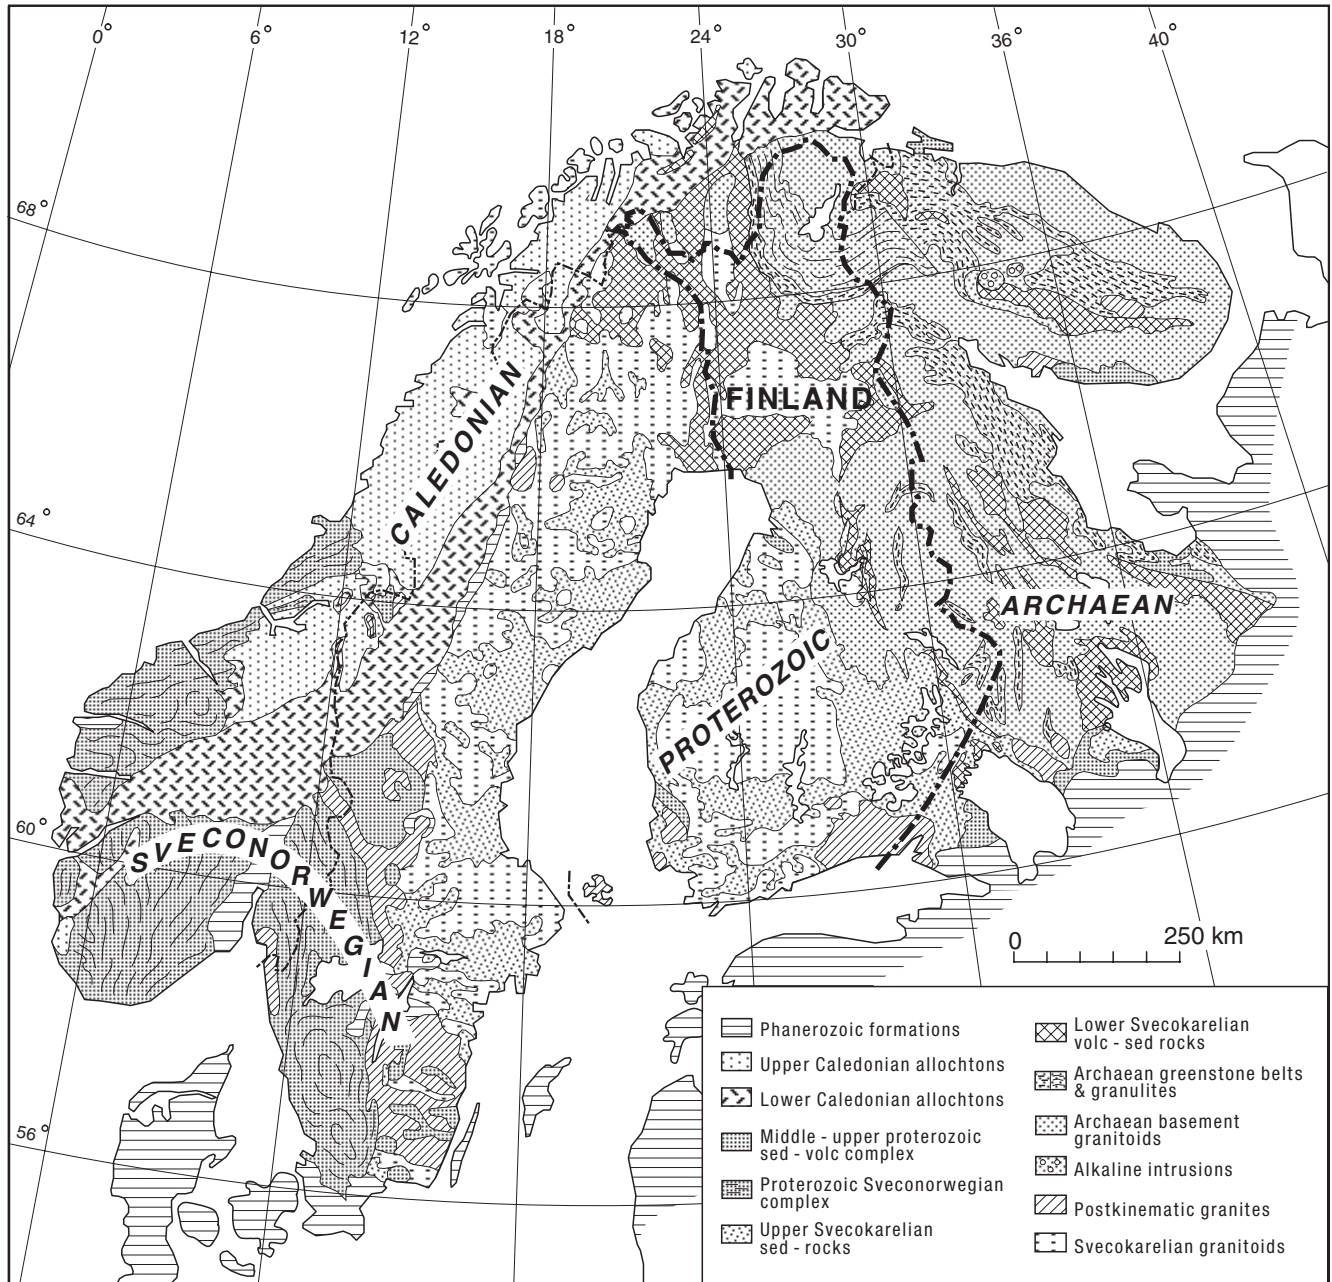 0° 6° 12° 18° 24° 30° 36° 40°
68°
64°
60°
56°
CALEDONIAN
FINLAND
ARCHAEAN
PROTEROZOIC
SVECONORWEGIAN
0 250 km
Phanerozoic formations
Upper Caledonian allochtons
Lower Caledonian allochtons
Middle - upper proterozoic
sed - volc complex
Proterozoic Sveconorwegian
complex
Upper Svecokarelian
sed - rocks
Lower Svecokarelian
volc - sed rocks
Archaean greenstone belts
& granulites
Archaean basement
granitoids
Alkaline intrusions
Postkinematic granites
Svecokarelian granitoids